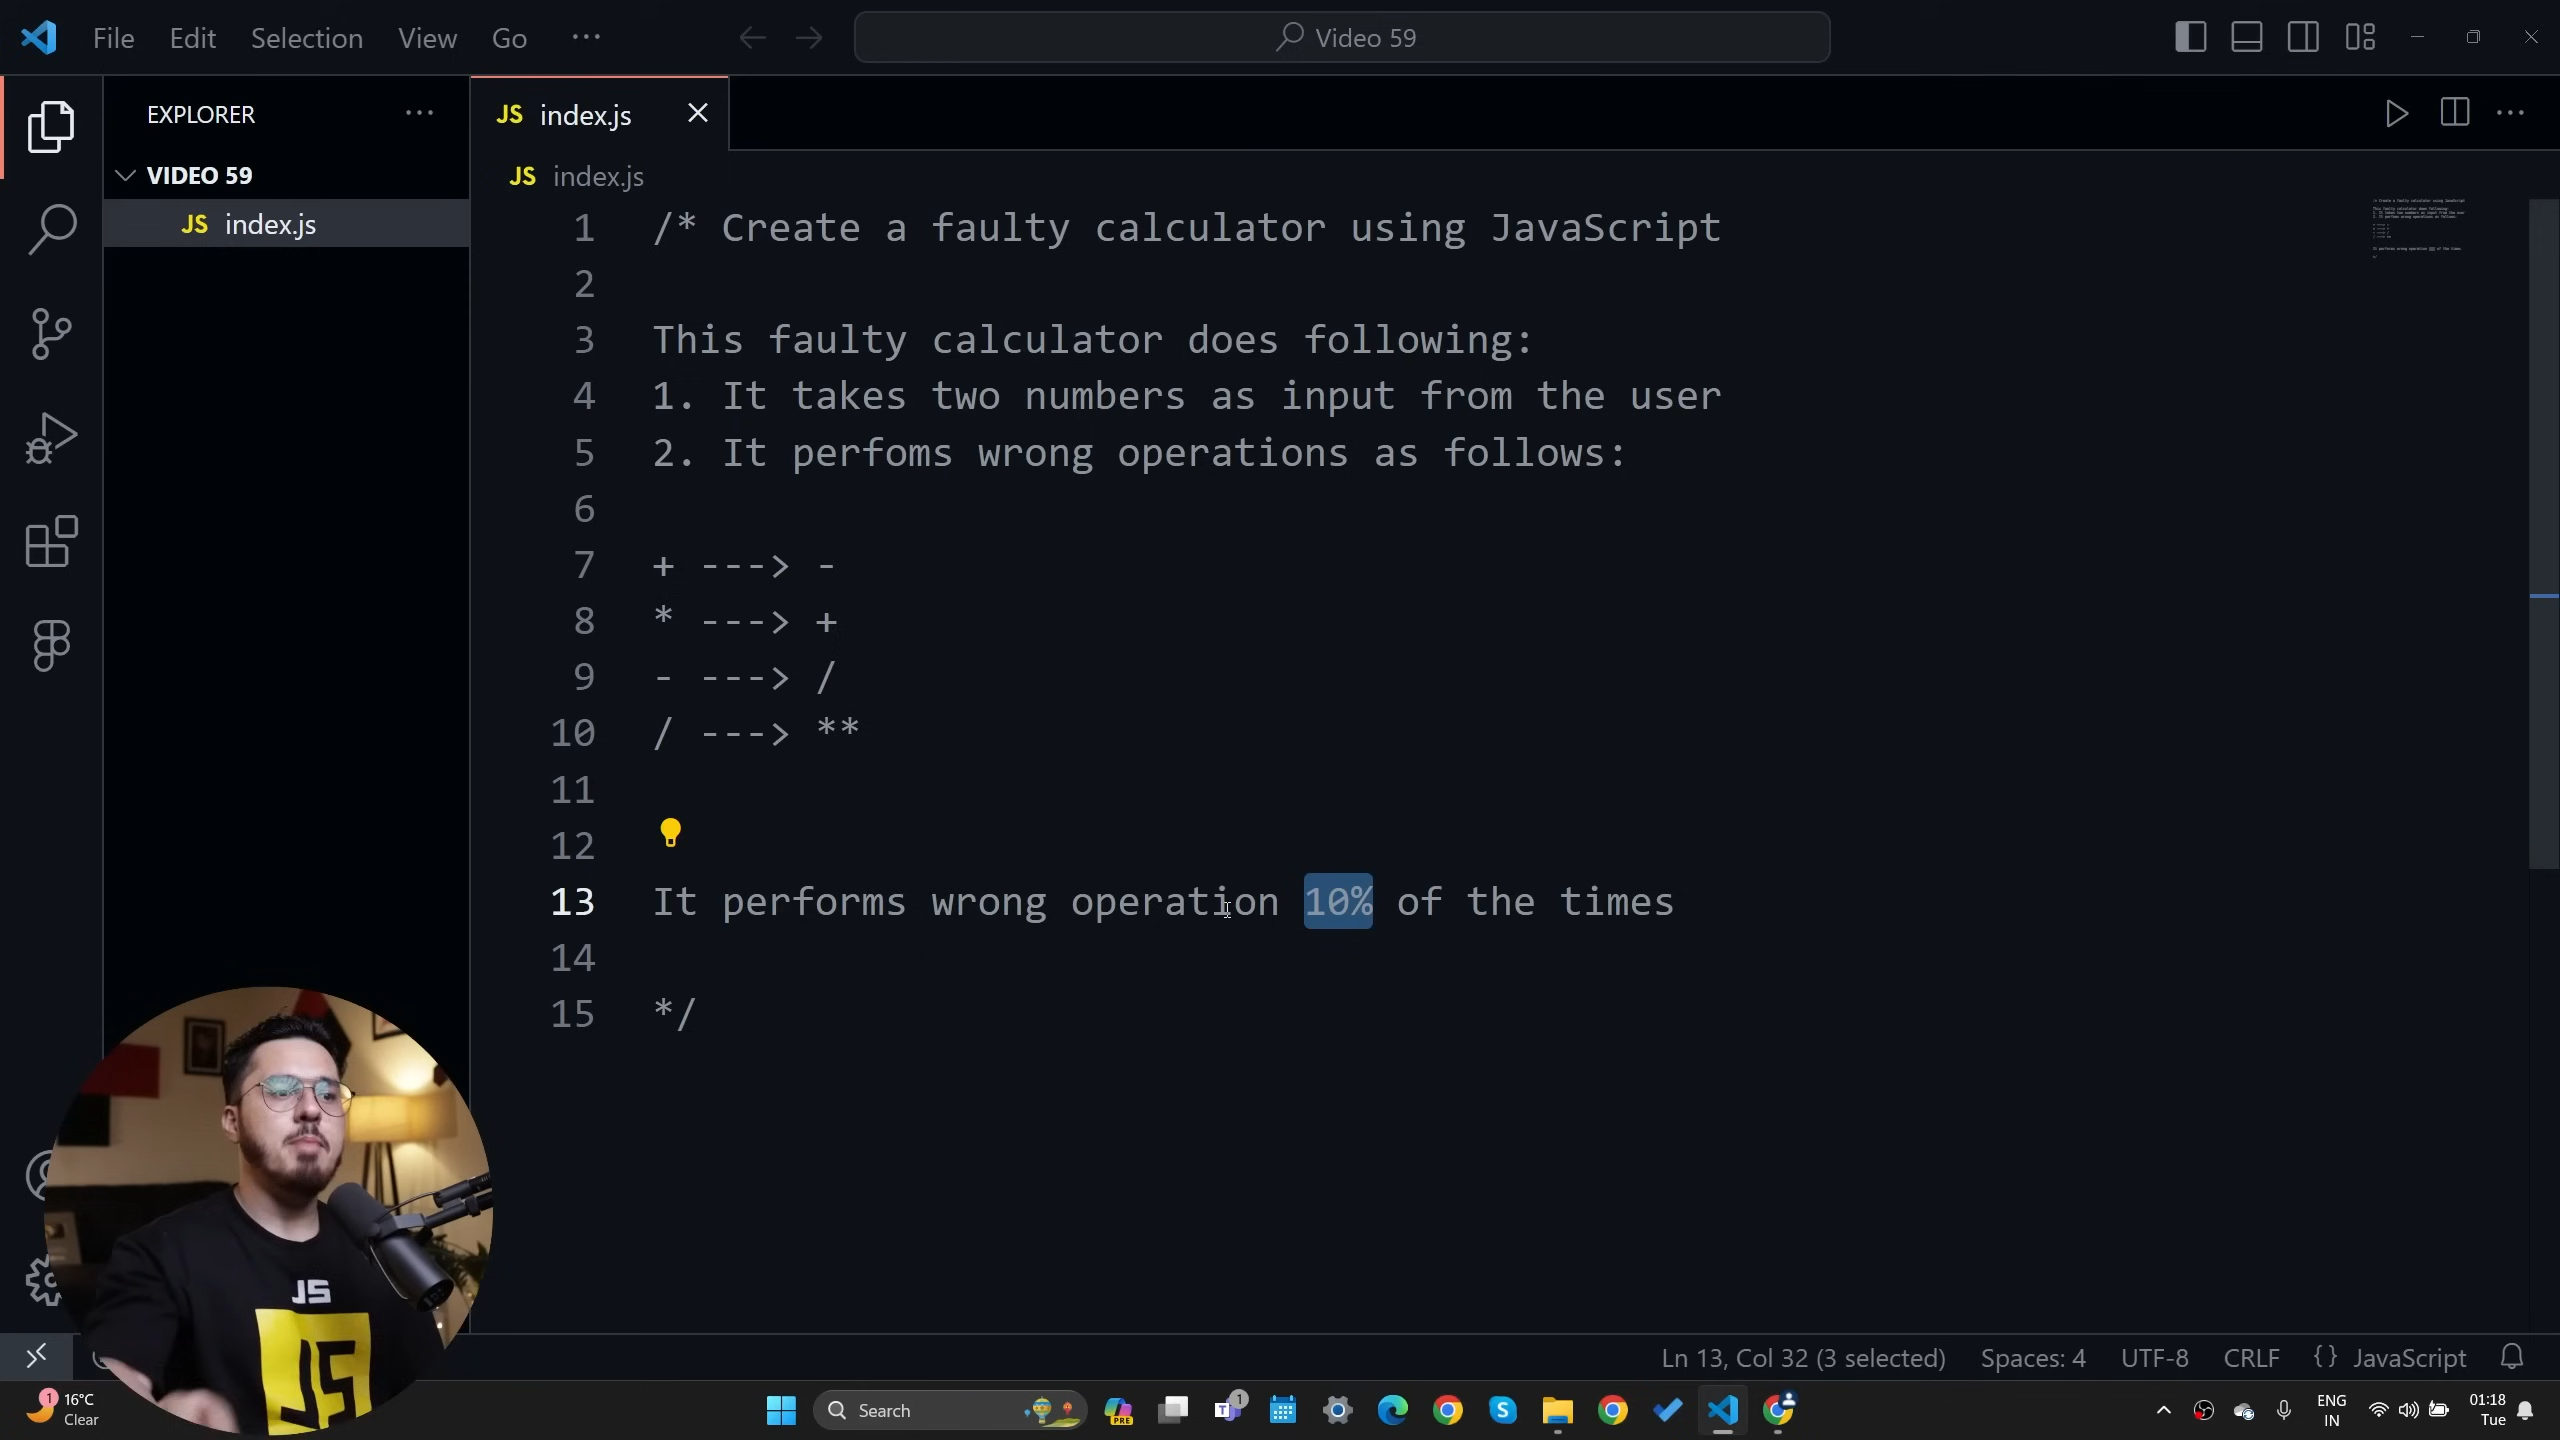 File Edit Selection View Go ··· Video 59
EXPLORER ···
JS index.js
VIDEO 59
JS index.js
JS index.js
1 /* Create a faulty calculator using JavaScript
2
3 This faulty calculator does following:
4 1. It takes two numbers as input from the user
5 2. It perfoms wrong operations as follows:
6
7 + ---> -
8 * ---> +
9 - ---> /
10 / ---> **
11
12
13 It performs wrong operation 10% of the times
14
15 */
JS
JS
Ln 13, Col 32 (3 selected) Spaces: 4 UTF-8 CRLF {} JavaScript
1 16°C
Clear
Search
PRE
1
ENG
IN
01:18
Tue